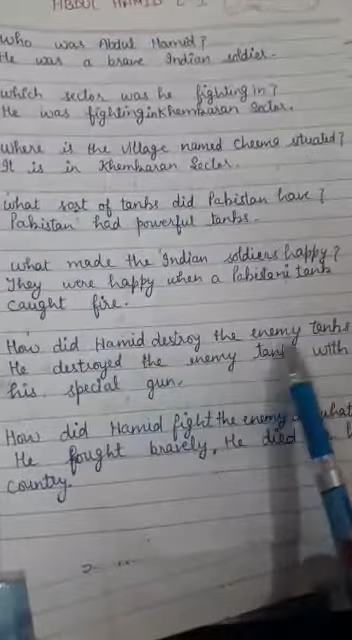 ABDUL HAMID
Who was Abdul Hamid?
He was a brave Indian soldier.
which sector was he fighting in?
He was fighting in Khemkaran Sector.
Where is the village named cheema situated?
It is in Khemkaran Sector.
what sort of tanks did Pakistan have?
Pakistan had powerful tanks.
what made the Indian soldiers happy?
They were happy when a Pakistani tank
caught fire.
How did Hamid destroy the enemy tanks
He destroyed the enemy tank with
his special gun.
How did Hamid fight the enemy what
He fought bravely. He died
country.